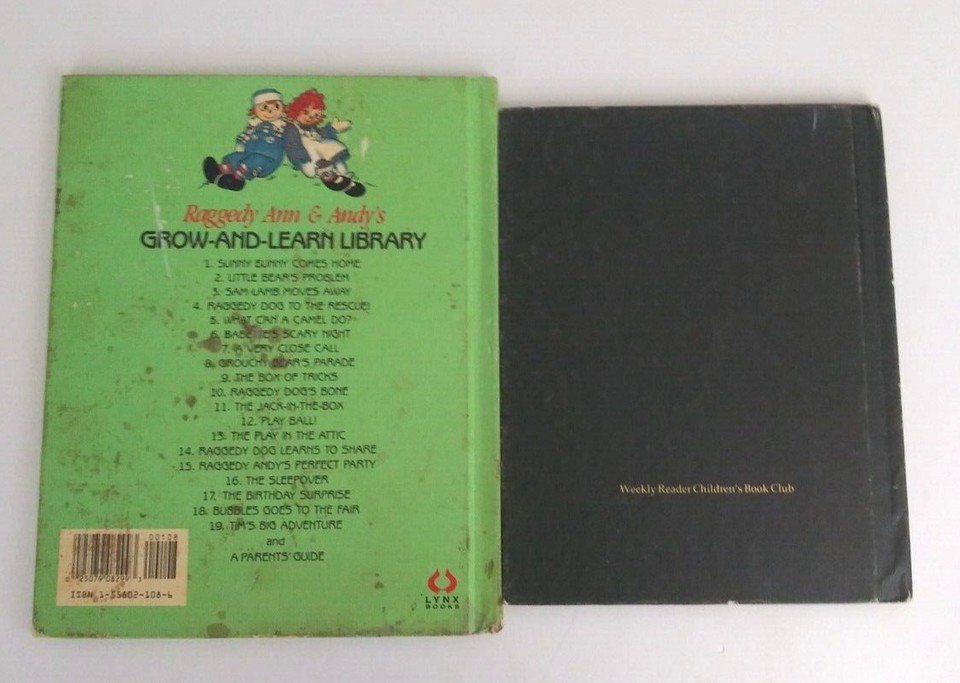 Raggedy Ann & Andy's
GROW-AND-LEARN LIBRARY
1. SUNNY BUNNY COMES HOME
2. LITTLE BEAR'S PROBLEM
3. SAM LAMB MOVES AWAY
4. RAGGEDY DOG TO THE RESCUE!
5. WHAT CAN A CAMEL DO?
6. BABETTE'S SCARY NIGHT
7. A VERY CLOSE CALL
8. GROUCHY BEAR'S PARADE
9. THE BOX OF TRICKS
10. RAGGEDY DOG'S BONE
11. THE JACK-IN-THE-BOX
12. PLAY BALL!
13. THE PLAY IN THE ATTIC
14. RAGGEDY DOG LEARNS TO SHARE
15. RAGGEDY ANDY'S PERFECT PARTY
16. THE SLEEPOVER
17. THE BIRTHDAY SURPRISE
18. BUBBLES GOES TO THE FAIR
19. TIM'S BIG ADVENTURE
and
A PARENTS' GUIDE
00108
ISBN 1-55802-108-6
LYNX
BOOKS
Weekly Reader Children's Book Club